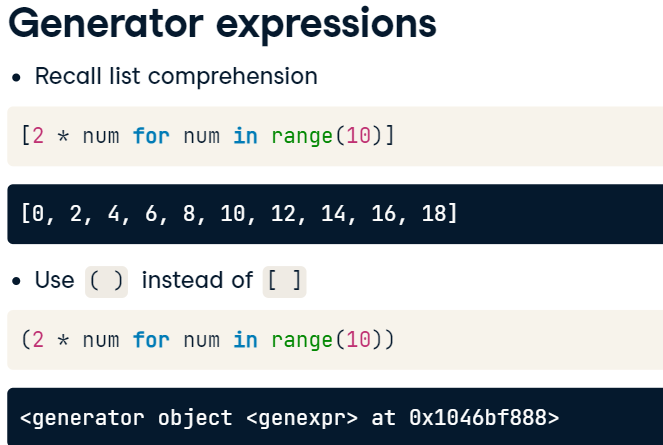 Generator expressions
• Recall list comprehension
[2 * num for num in range(10)]
[0, 2, 4, 6, 8, 10, 12, 14, 16, 18]
• Use ( ) instead of [ ]
(2 * num for num in range(10))
<generator object <genexpr> at 0x1046bf888>